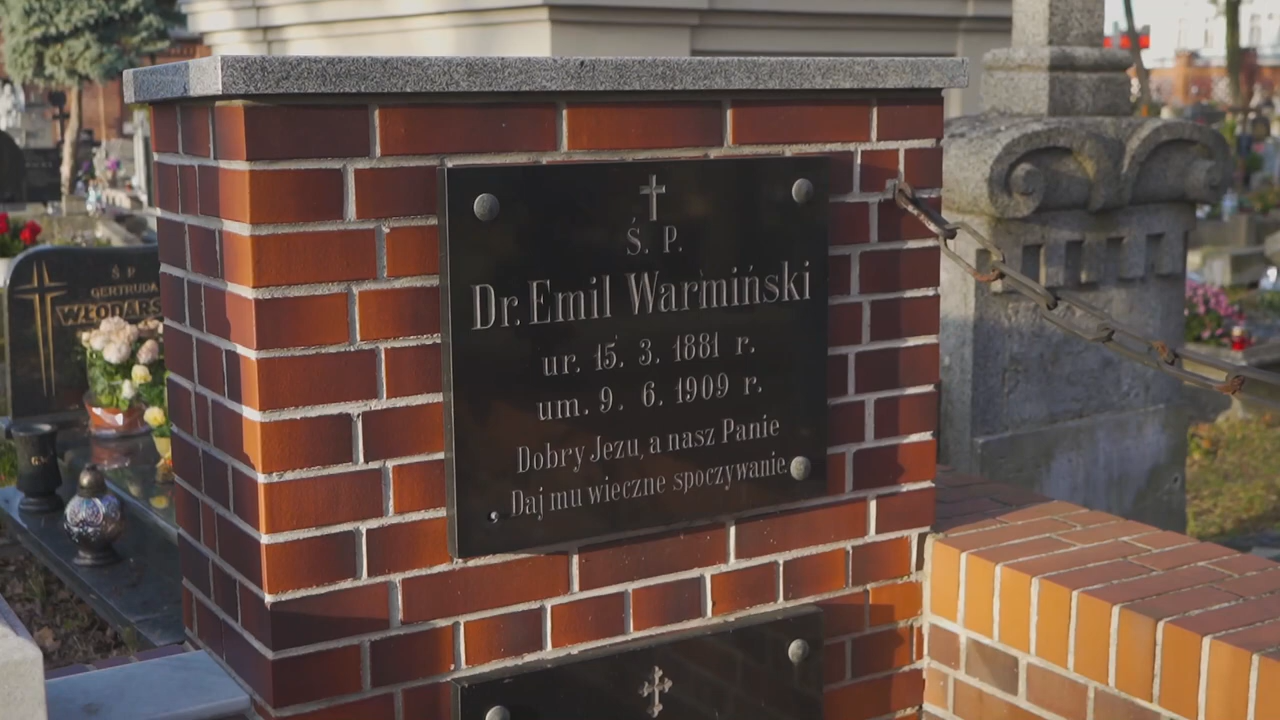 Ś. P.
Dr. Emil Warmiński
ur. 15. 3. 1881 r.
um. 9. 6. 1909 r.
Dobry Jezu, a nasz Panie
Daj mu wieczne spoczywanie.
Ś P
GERTRUDA